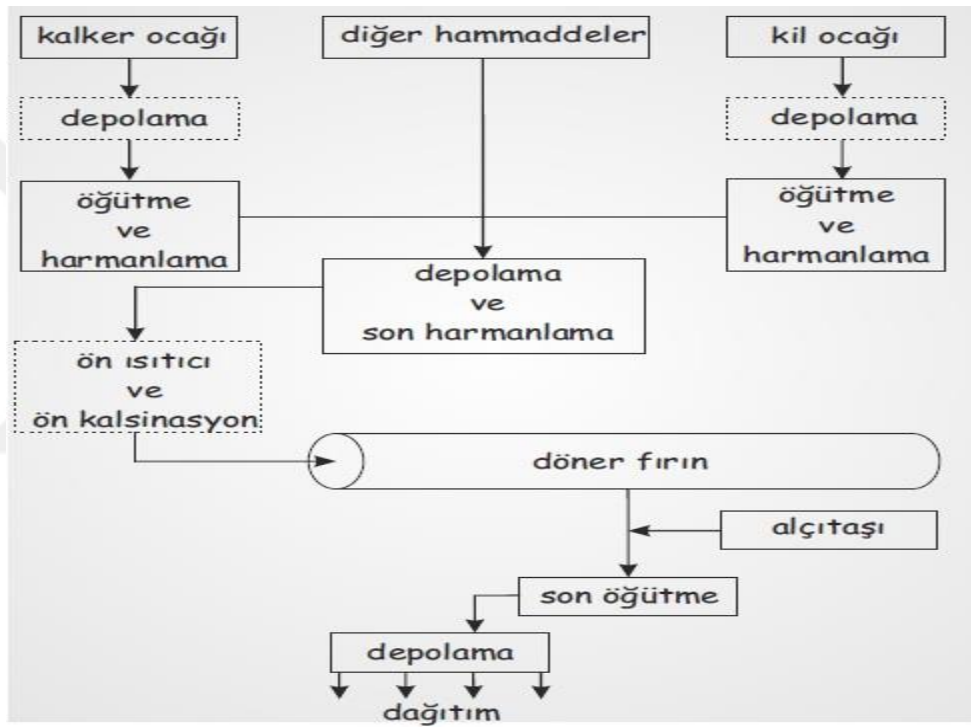 kalker ocağı
diğer hammaddeler
kil ocağı
depolama
depolama
öğütme
ve
harmanlama
öğütme
ve
harmanlama
depolama
ve
son harmanlama
ön ısıtıcı
ve
ön kalsinasyon
döner fırın
alçıtaşı
son öğütme
depolama
dağıtım